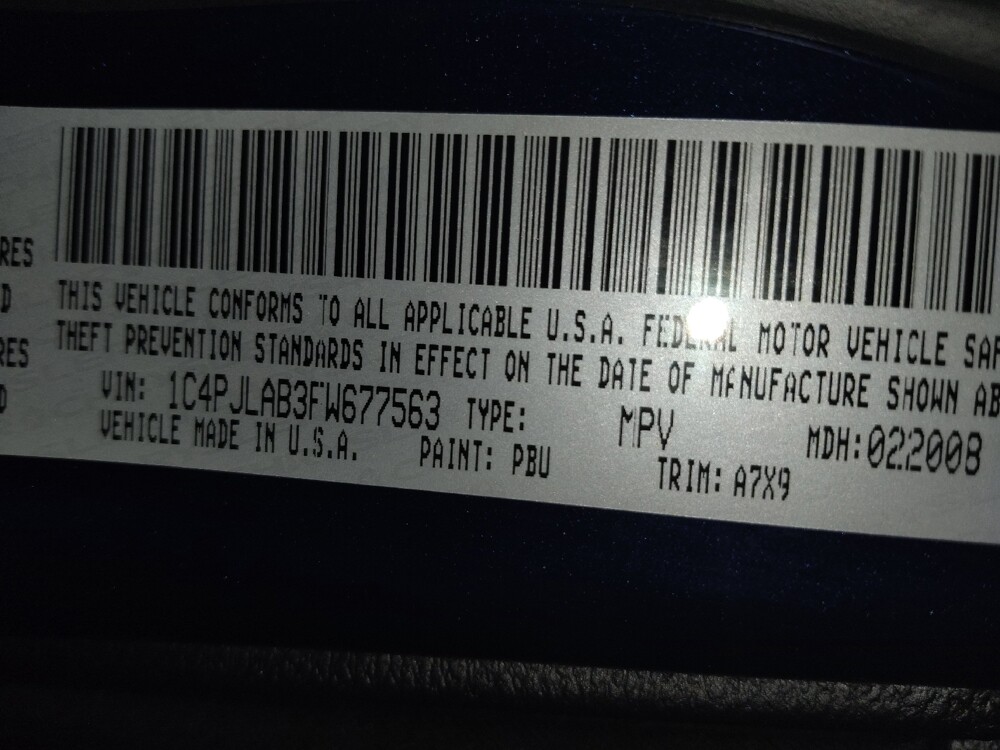 RES
D
RES
D
THIS VEHICLE CONFORMS TO ALL APPLICABLE U.S.A. FEDERAL MOTOR VEHICLE SAF
THEFT PREVENTION STANDARDS IN EFFECT ON THE DATE OF MANUFACTURE SHOWN AB
VIN: 1C4PJLAB3FW677563 TYPE: MPV MDH:022008
VEHICLE MADE IN U.S.A. PAINT: PBU TRIM: A7X9